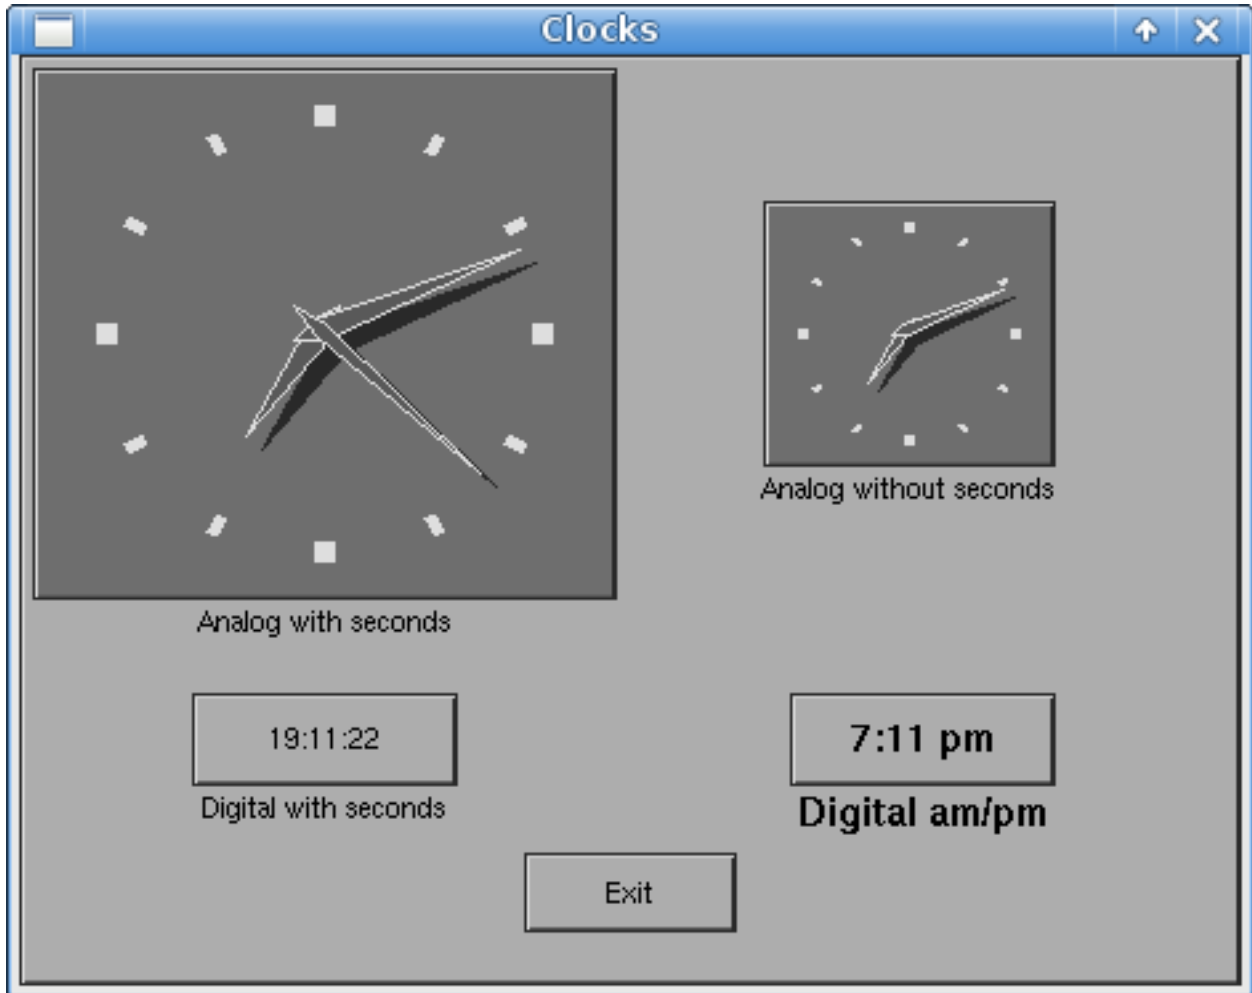 Clocks
Analog with seconds
Analog without seconds
19:11:22
Digital with seconds
7:11 pm
Digital am/pm
Exit